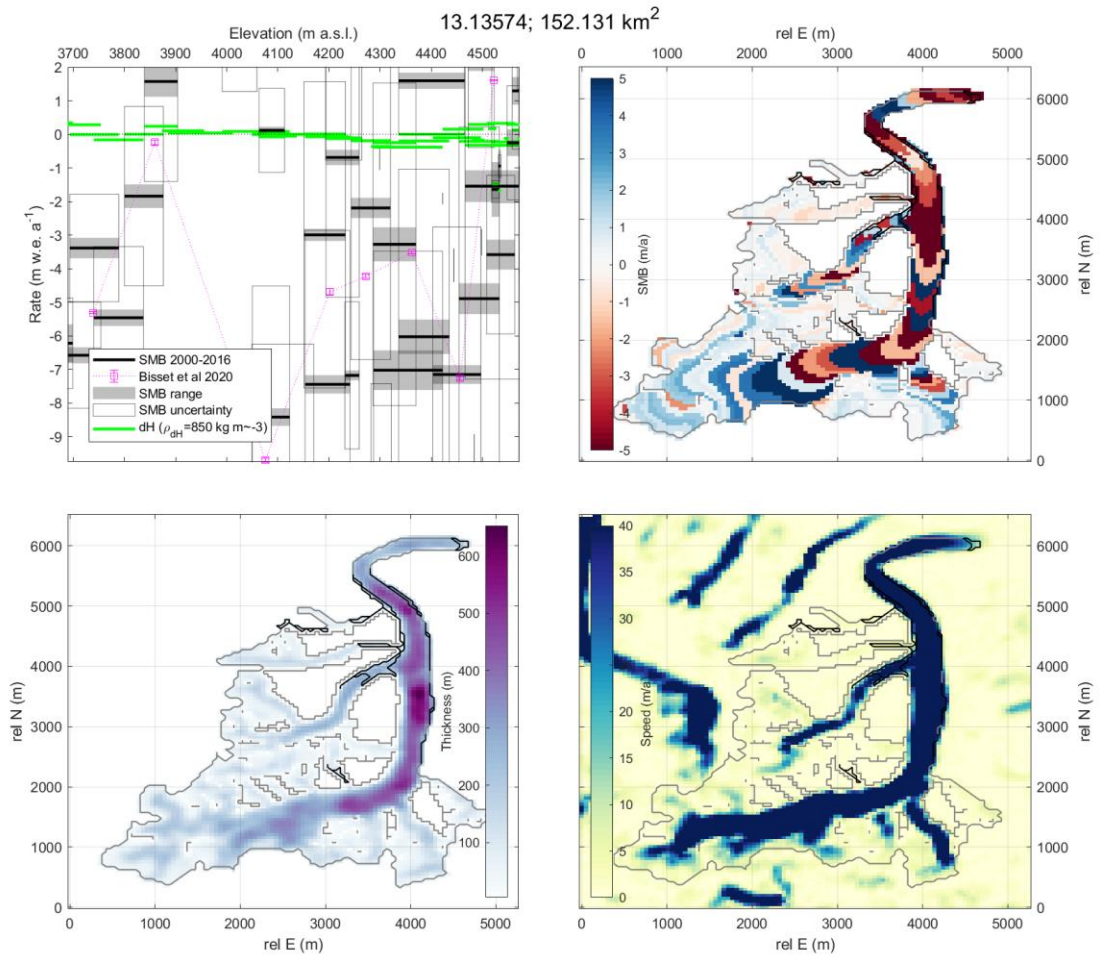 13.13574; 152.131 km²
Elevation (m a.s.l.)
3700 3800 3900 4000 4100 4200 4300 4400 4500
2
1
0
-1
-2
-3
-4
-5
-6
-7
-8
-9
Rate (m w.e. a⁻¹)
SMB 2000-2016
Bisset et al 2020
SMB range
SMB uncertainty
dH (ρ_dH=850 kg m~-3)
rel E (m)
0 1000 2000 3000 4000 5000
5
4
3
2
1
0
-1
-2
-3
-4
-5
SMB (m/a)
6000
5000
4000
3000
2000
1000
0
rel N (m)
6000
5000
4000
3000
2000
1000
0
rel N (m)
600
500
400
300
200
100
Thickness (m)
0 1000 2000 3000 4000 5000
rel E (m)
40
35
30
25
20
15
10
5
0
Speed (m/a)
6000
5000
4000
3000
2000
1000
0
rel N (m)
0 1000 2000 3000 4000 5000
rel E (m)